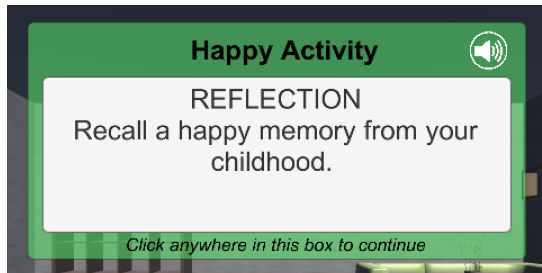 Happy Activity
REFLECTION
Recall a happy memory from your
childhood.
Click anywhere in this box to continue